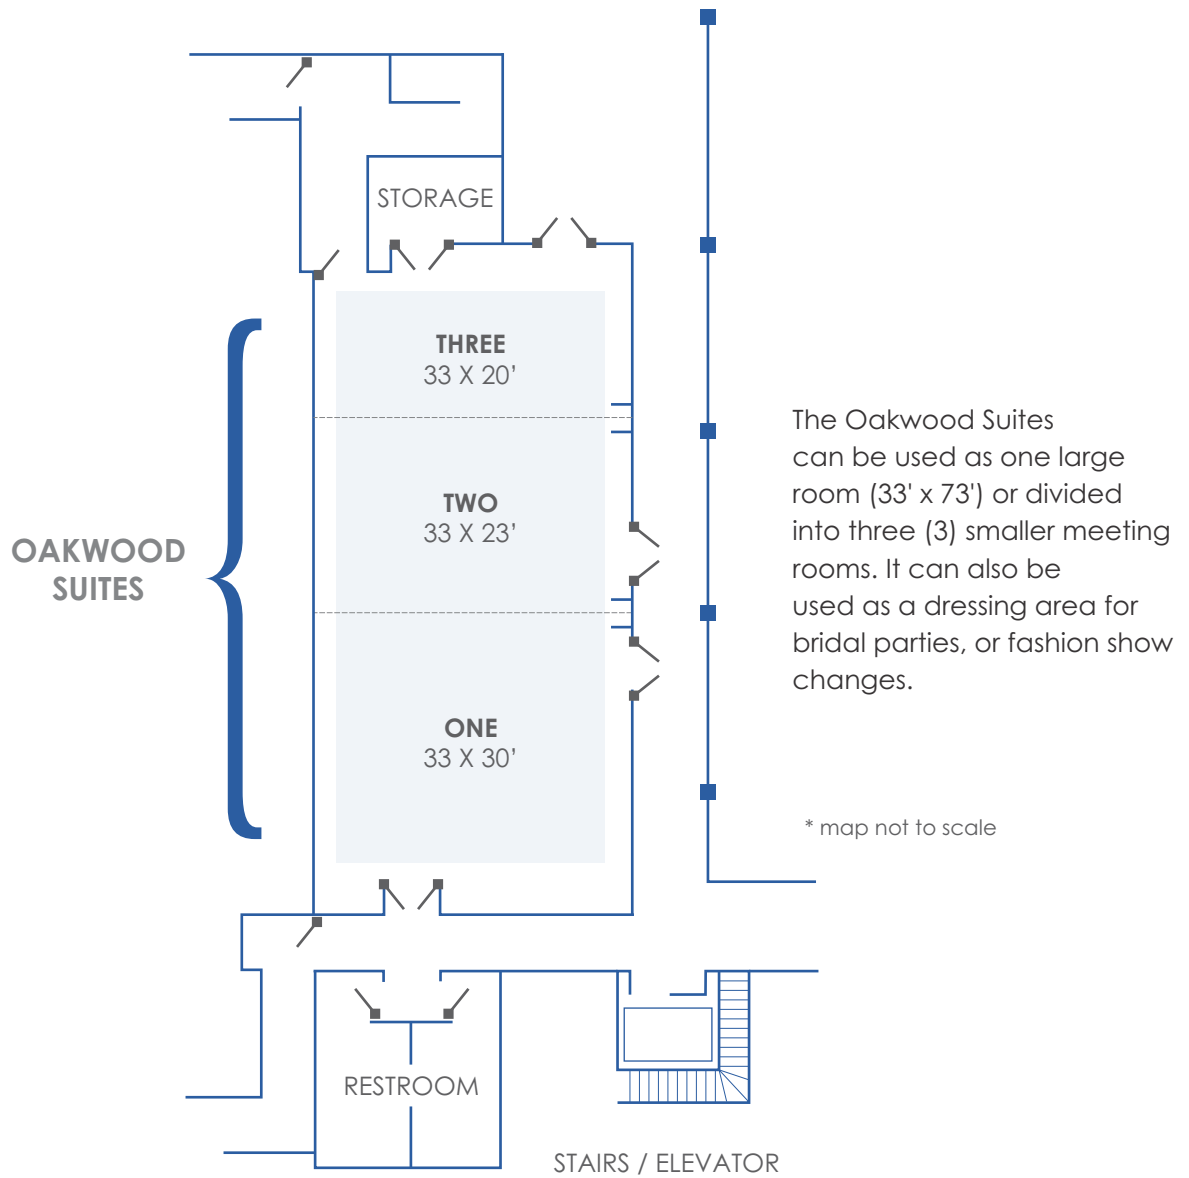 STORAGE
THREE
33 X 20’
TWO
33 X 23’
ONE
33 X 30’
OAKWOOD
SUITES
The Oakwood Suites
can be used as one large
room (33' x 73') or divided
into three (3) smaller meeting
rooms. It can also be
used as a dressing area for
bridal parties, or fashion show
changes.
* map not to scale
RESTROOM
STAIRS / ELEVATOR